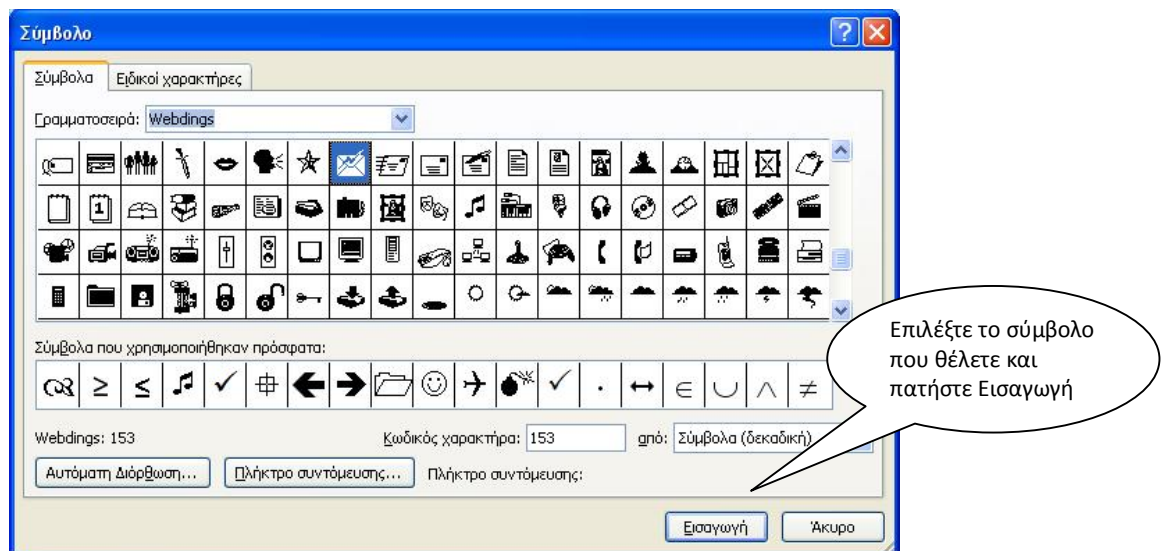 Σύμβολο
Σύμβολα Ειδικοί χαρακτήρες
Γραμματοσειρά: Webdings
Σύμβολα που χρησιμοποιήθηκαν πρόσφατα:
≥ ≤ ♫ ✓ ☺ ✓ · ↔ ∈ ∪ ∧ ≠
Webdings: 153 Κωδικός χαρακτήρα: 153 από: Σύμβολα (δεκαδική)
Αυτόματη Διόρθωση... Πλήκτρο συντόμευσης... Πλήκτρο συντόμευσης:
Εισαγωγή Άκυρο
Επιλέξτε το σύμβολο
που θέλετε και
πατήστε Εισαγωγή